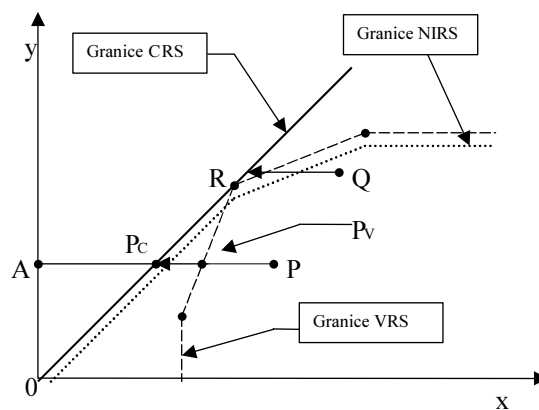 y
Granice CRS
Granice NIRS
R
Q
P_C
P_V
A
P
Granice VRS
0
x